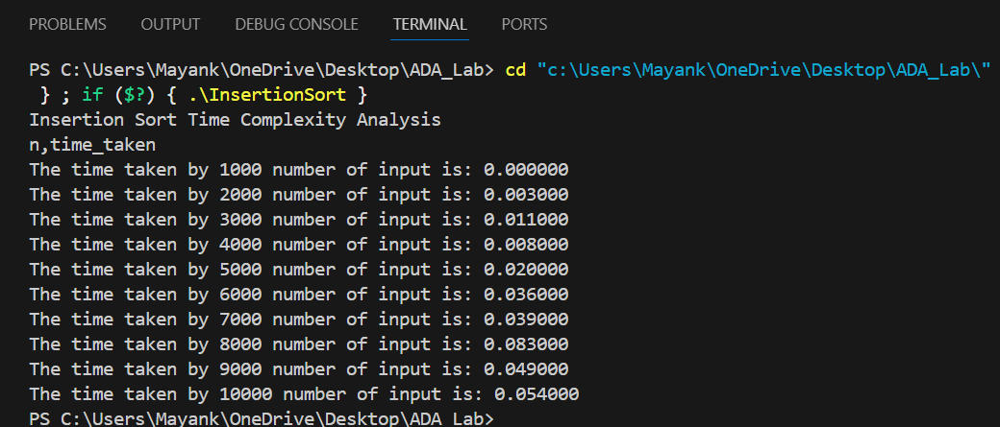 PROBLEMS OUTPUT DEBUG CONSOLE TERMINAL PORTS
PS C:\Users\Mayank\OneDrive\Desktop\ADA_Lab> cd "c:\Users\Mayank\OneDrive\Desktop\ADA_Lab\"
 } ; if ($?) { .\InsertionSort }
Insertion Sort Time Complexity Analysis
n,time_taken
The time taken by 1000 number of input is: 0.000000
The time taken by 2000 number of input is: 0.003000
The time taken by 3000 number of input is: 0.011000
The time taken by 4000 number of input is: 0.008000
The time taken by 5000 number of input is: 0.020000
The time taken by 6000 number of input is: 0.036000
The time taken by 7000 number of input is: 0.039000
The time taken by 8000 number of input is: 0.083000
The time taken by 9000 number of input is: 0.049000
The time taken by 10000 number of input is: 0.054000
PS C:\Users\Mayank\OneDrive\Desktop\ADA_Lab>